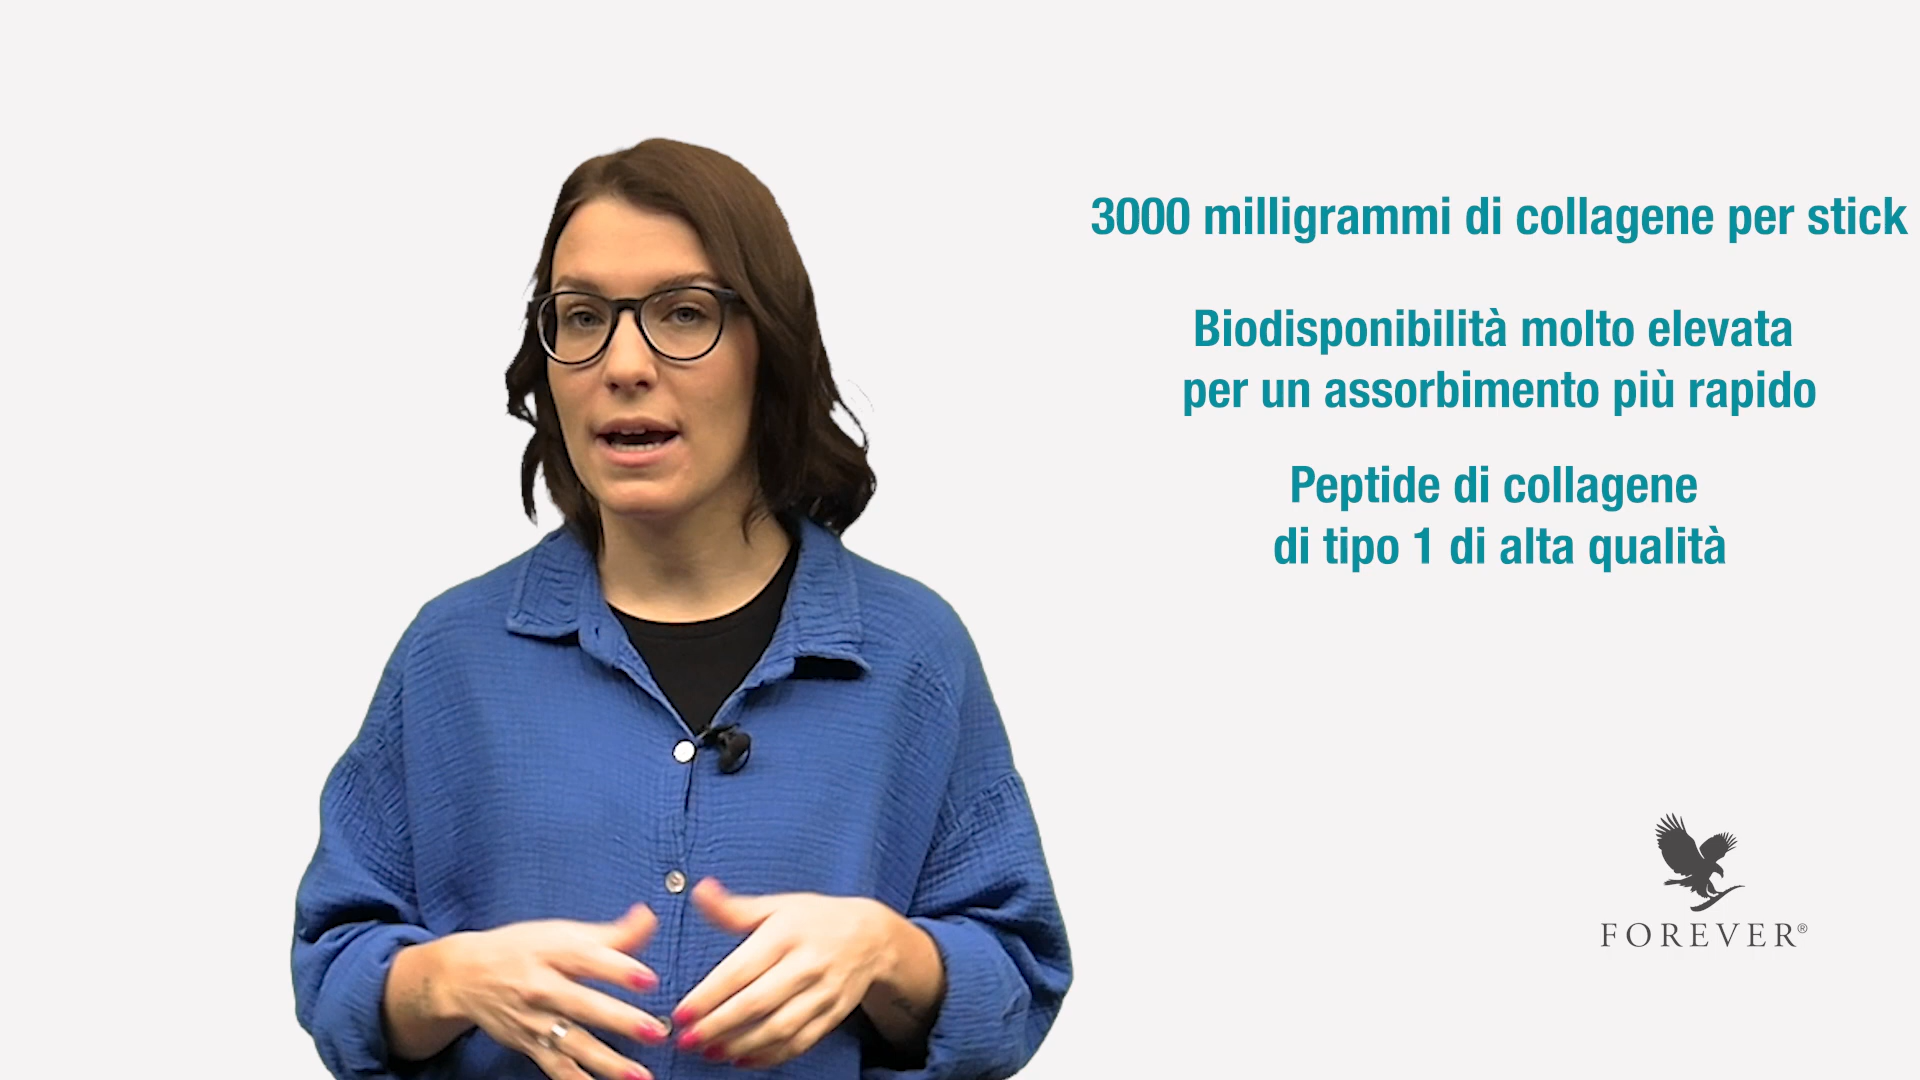 3000 milligrammi di collagene per stick
Biodisponibilità molto elevata
per un assorbimento più rapido
Peptide di collagene
di tipo 1 di alta qualità
FOREVER®